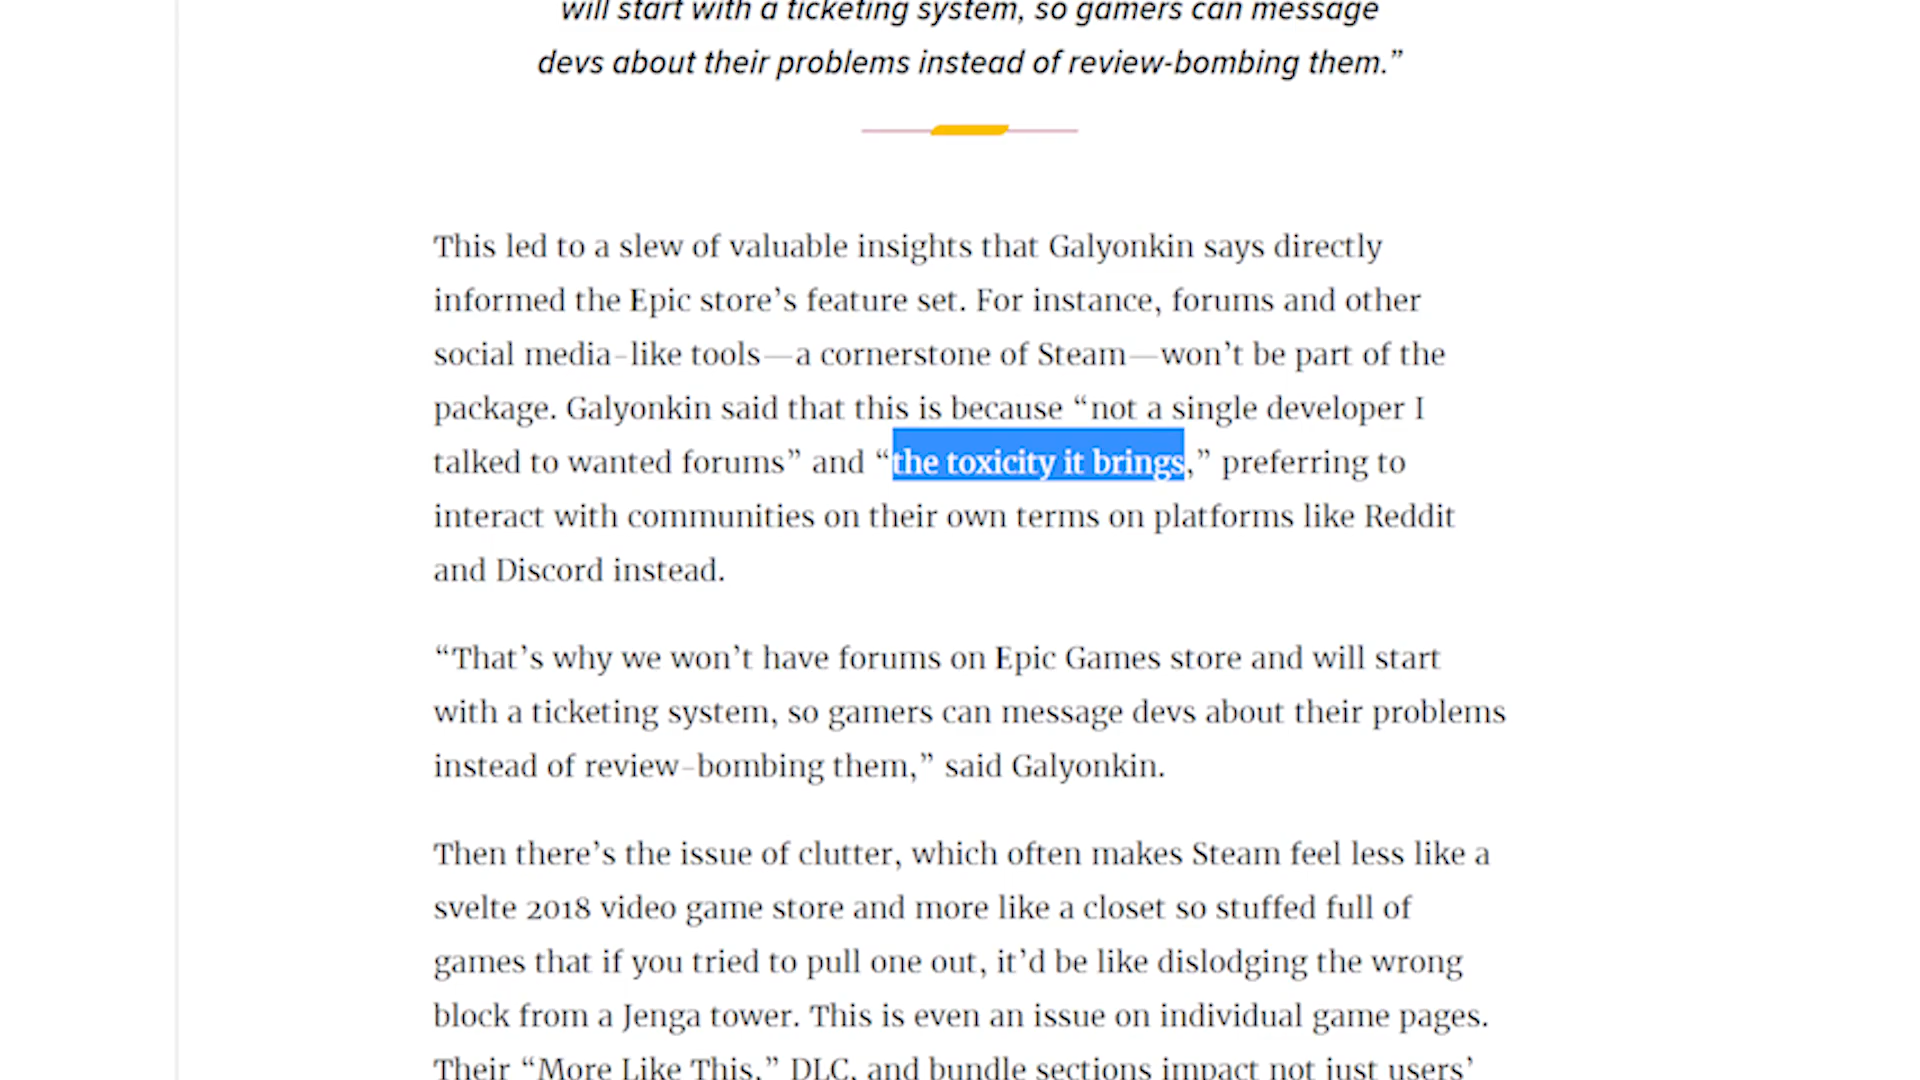 will start with a ticketing system, so gamers can message
devs about their problems instead of review-bombing them.”
This led to a slew of valuable insights that Galyonkin says directly
informed the Epic store’s feature set. For instance, forums and other
social media-like tools—a cornerstone of Steam—won’t be part of the
package. Galyonkin said that this is because “not a single developer I
talked to wanted forums” and “the toxicity it brings,” preferring to
interact with communities on their own terms on platforms like Reddit
and Discord instead.
“That’s why we won’t have forums on Epic Games store and will start
with a ticketing system, so gamers can message devs about their problems
instead of review-bombing them,” said Galyonkin.
Then there’s the issue of clutter, which often makes Steam feel less like a
svelte 2018 video game store and more like a closet so stuffed full of
games that if you tried to pull one out, it’d be like dislodging the wrong
block from a Jenga tower. This is even an issue on individual game pages.
Their “More Like This,” DLC, and bundle sections impact not just users’